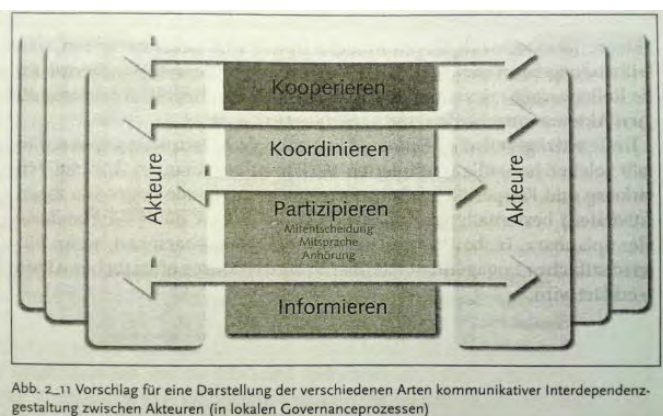 Kooperieren
Koordinieren
Akteure
Akteure
Partizipieren
Mitentscheidung
Mitsprache
Anhörung
Informieren
Abb. 2_11 Vorschlag für eine Darstellung der verschiedenen Arten kommunikativer Interdependenz-
gestaltung zwischen Akteuren (in lokalen Governanceprozessen)